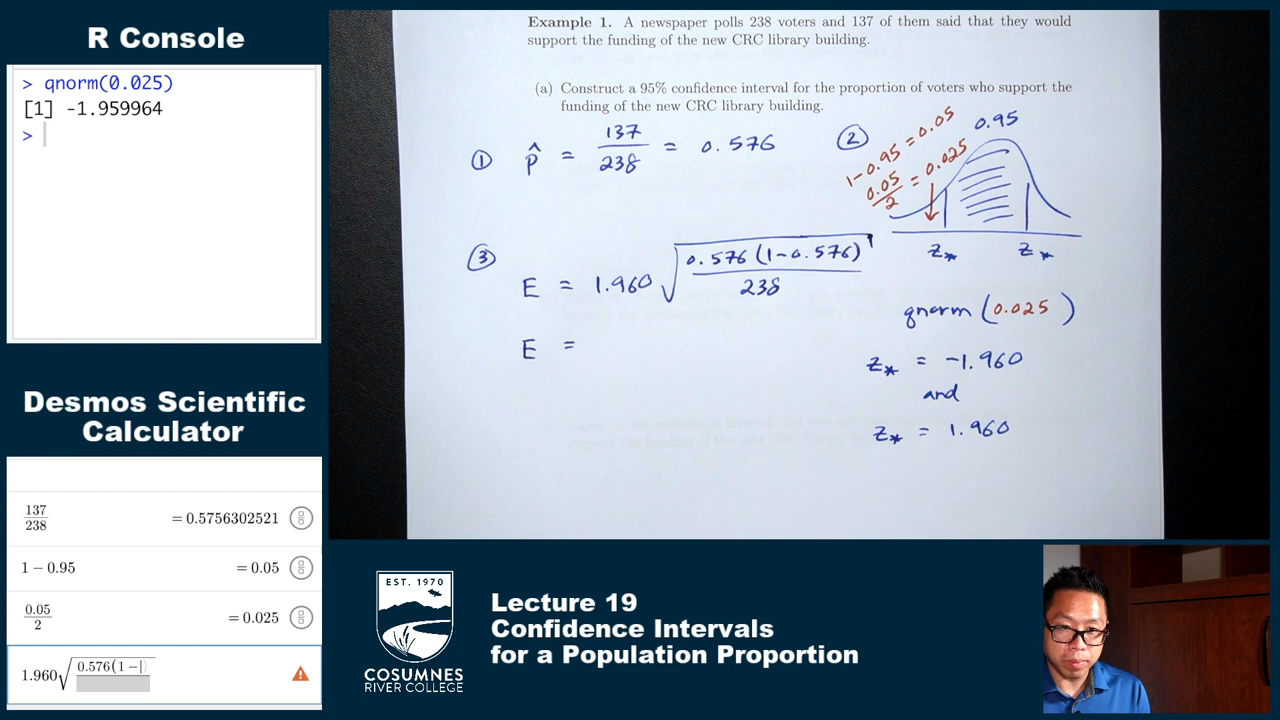 R Console
> qnorm(0.025)
[1] -1.959964
>
Desmos Scientific
Calculator
137
238
= 0.5756302521
1 − 0.95
= 0.05
0.05
2
= 0.025
1.960√
0.576(1 −
Example 1. A newspaper polls 238 voters and 137 of them said that they would
support the funding of the new CRC library building.
(a) Construct a 95% confidence interval for the proportion of voters who support the
funding of the new CRC library building.
① p̂ = 137/238 = 0.576
②
1-0.95 = 0.05
0.05/2 = 0.025
0.95
z* z*
③ E = 1.960 √ 0.576 (1-0.576) / 238
E =
qnorm (0.025)
z* = -1.960
and
z* = 1.960
EST. 1970
COSUMNES
RIVER COLLEGE
Lecture 19
Confidence Intervals
for a Population Proportion